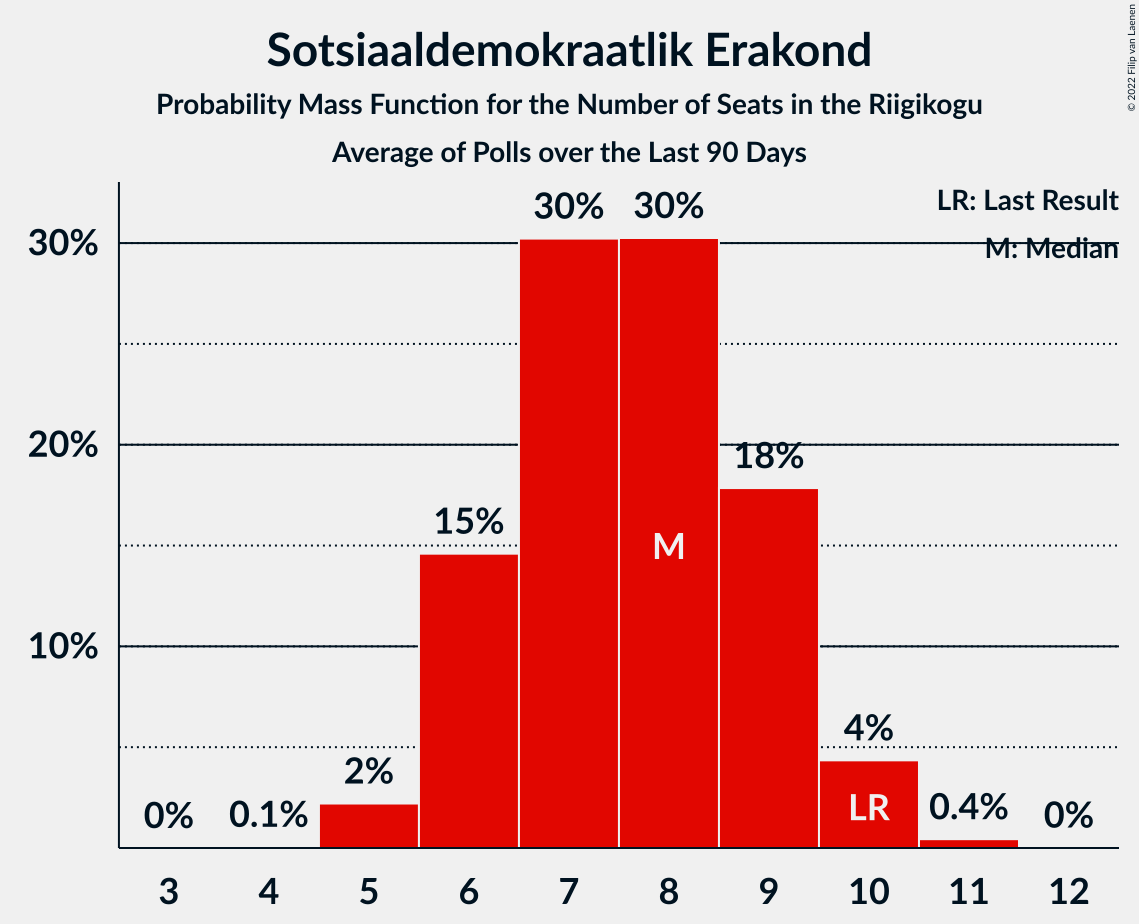 Sotsiaaldemokraatlik Erakond
Probability Mass Function for the Number of Seats in the Riigikogu
Average of Polls over the Last 90 Days
© 2022 Filip van Laenen
LR: Last Result
M: Median
30%
20%
10%
0%
0.1%
2%
15%
30%
30%
18%
4%
0.4%
0%
M
LR
3
4
5
6
7
8
9
10
11
12